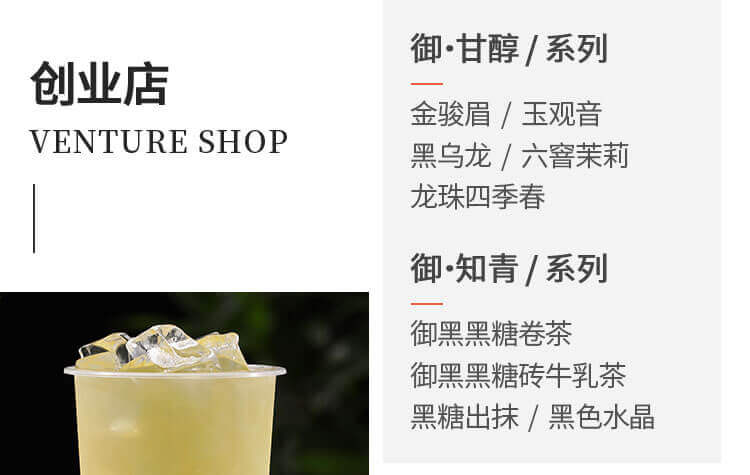 创业店
VENTURE SHOP
御·甘醇 / 系列
金骏眉 / 玉观音
黑乌龙 / 六窨茉莉
龙珠四季春
御·知青 / 系列
御黑黑糖卷茶
御黑黑糖砖牛乳茶
黑糖出抹 / 黑色水晶